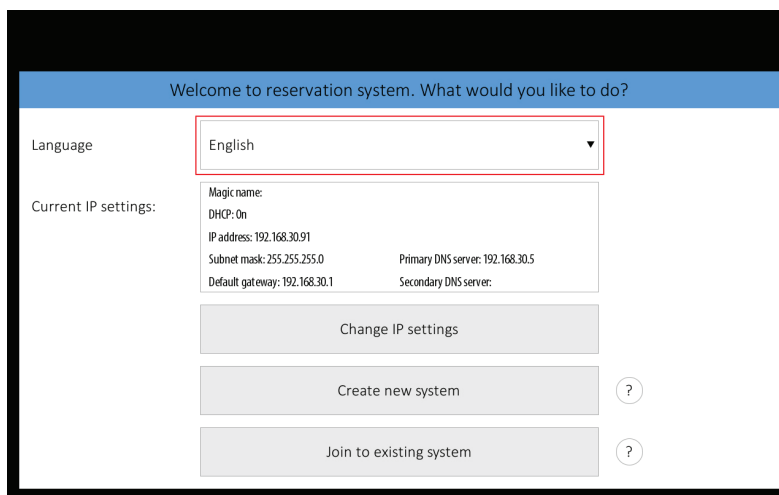 Welcome to reservation system. What would you like to do?
Language
English
Current IP settings:
Magic name:
DHCP: On
IP address: 192.168.30.91
Subnet mask: 255.255.255.0 Primary DNS server: 192.168.30.5
Default gateway: 192.168.30.1 Secondary DNS server:
Change IP settings
Create new system ?
Join to existing system ?